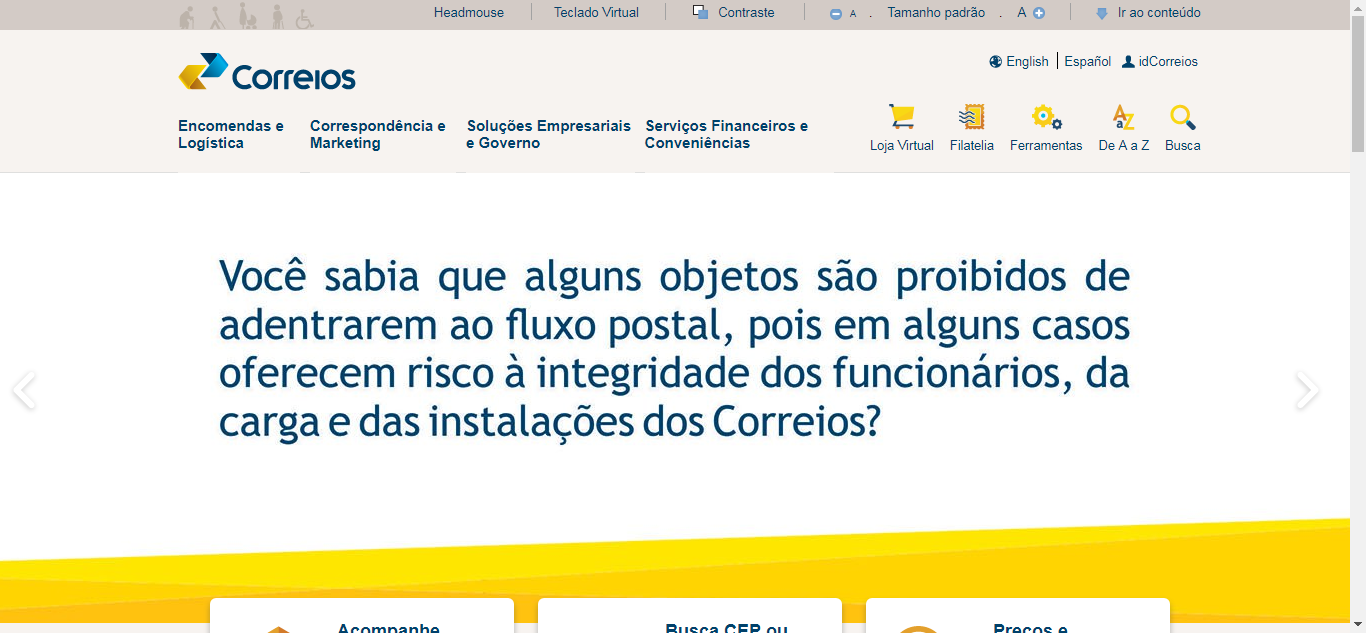 Headmouse
Teclado Virtual
Contraste
A . Tamanho padrão . A
Ir ao conteúdo
English
Español
idCorreios
Correios
Encomendas e
Logística
Correspondência e
Marketing
Soluções Empresariais
e Governo
Serviços Financeiros e
Conveniências
Loja Virtual
Filatelia
Ferramentas
De A a Z
Busca
Você sabia que alguns objetos são proibidos de
adentrarem ao fluxo postal, pois em alguns casos
oferecem risco à integridade dos funcionários, da
carga e das instalações dos Correios?
Acompanhe
Busca CEP ou
Preços e